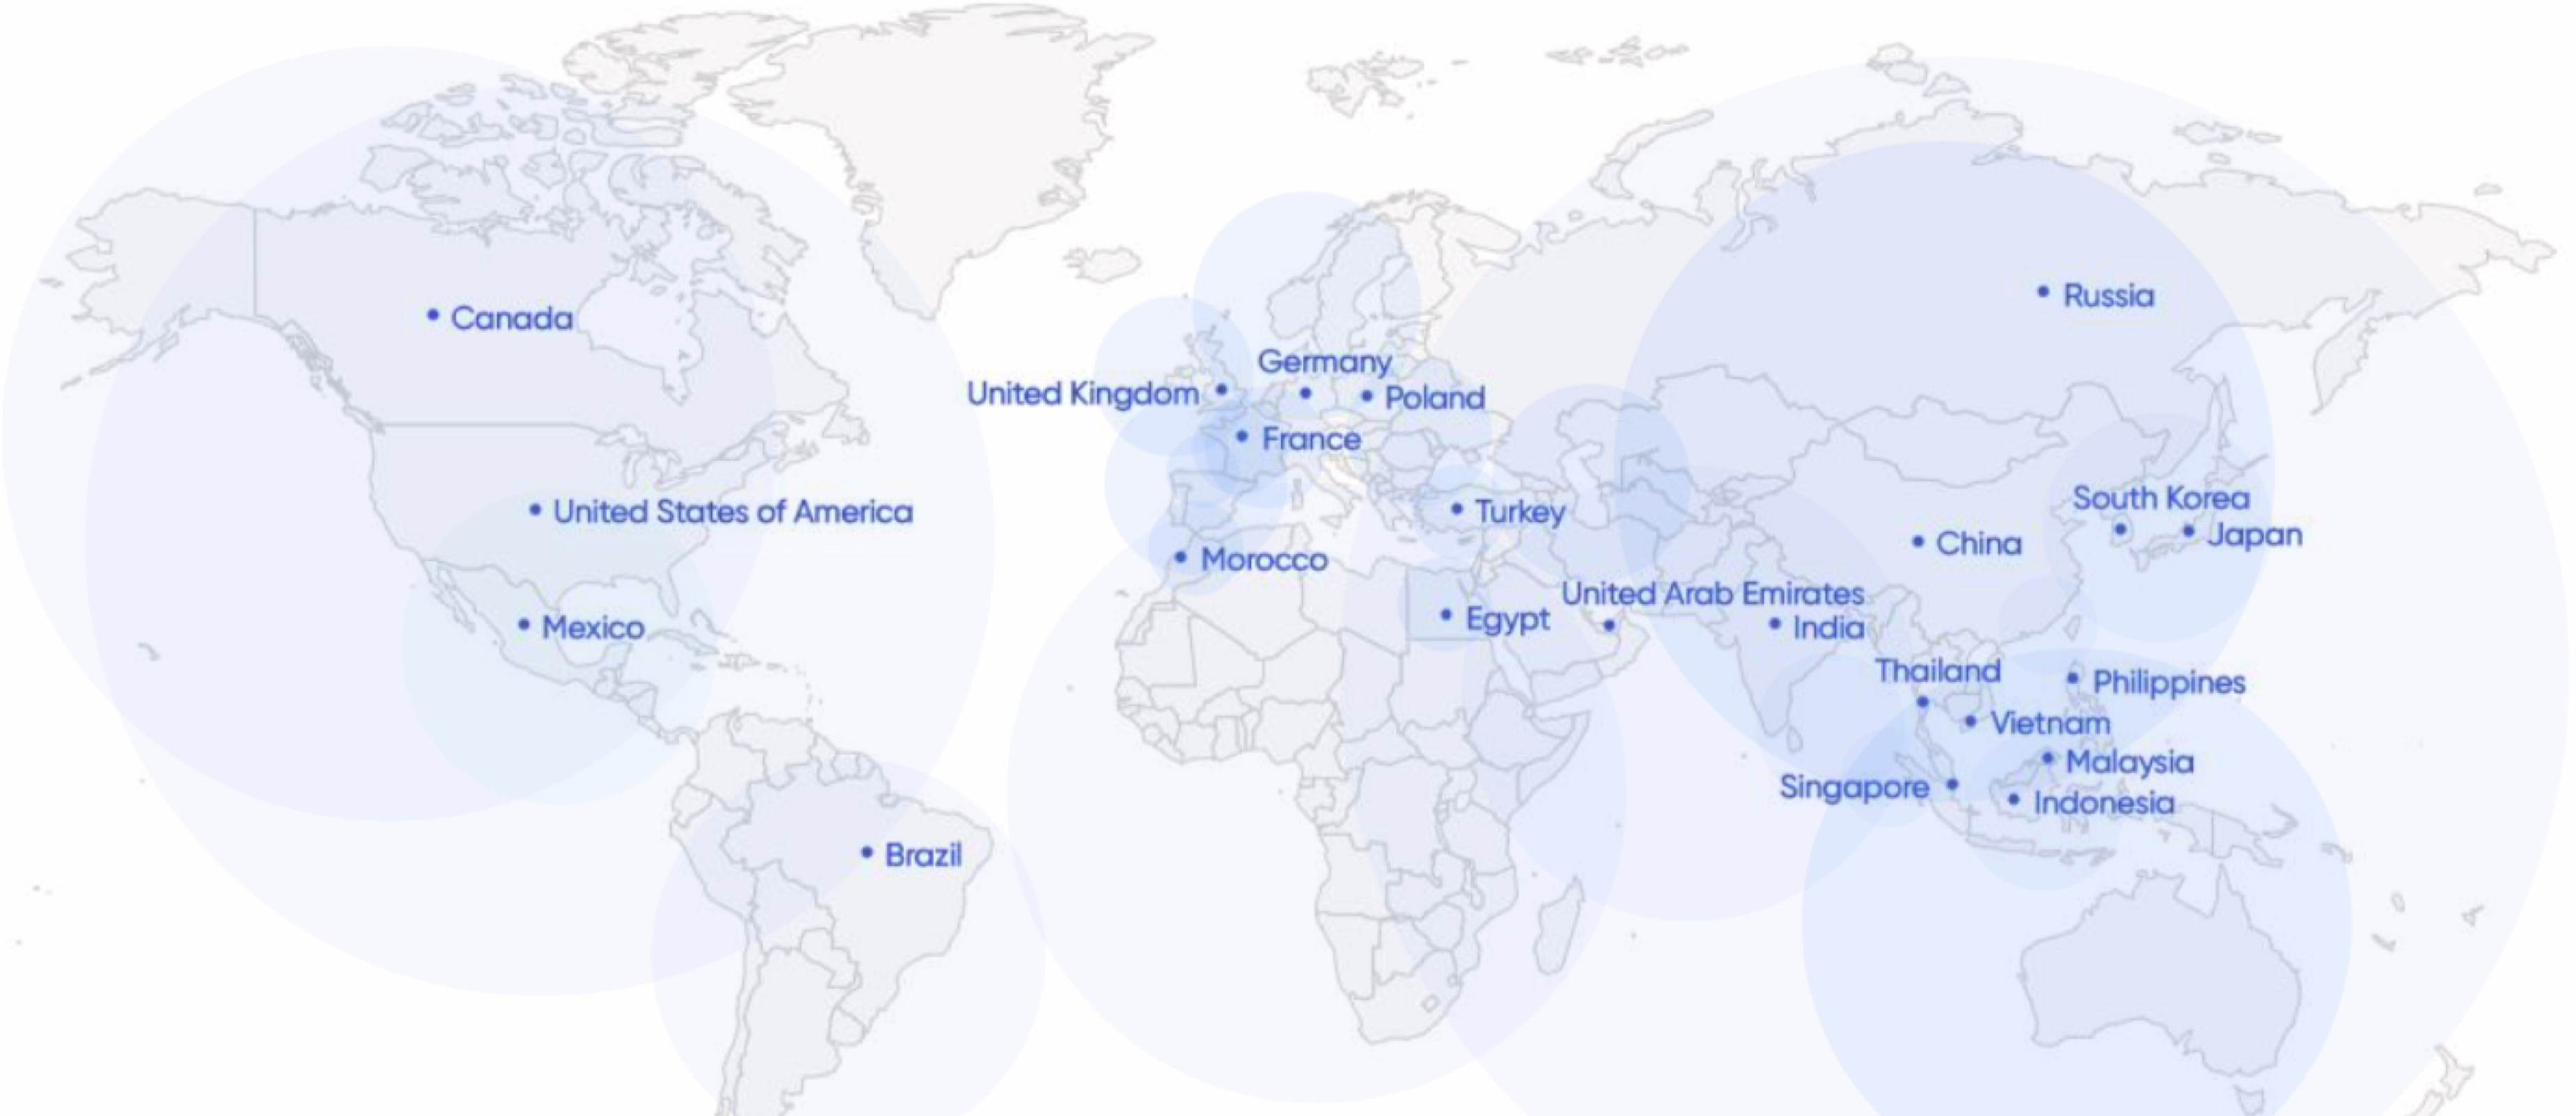 Russia
Canada
Germany
United Kingdom
Poland
France
South Korea
United States of America
Turkey
Japan
China
Morocco
United Arab Emirates
Egypt
Mexico
India
Thailand
Philippines
Vietnam
Malaysia
Singapore
Indonesia
Brazil